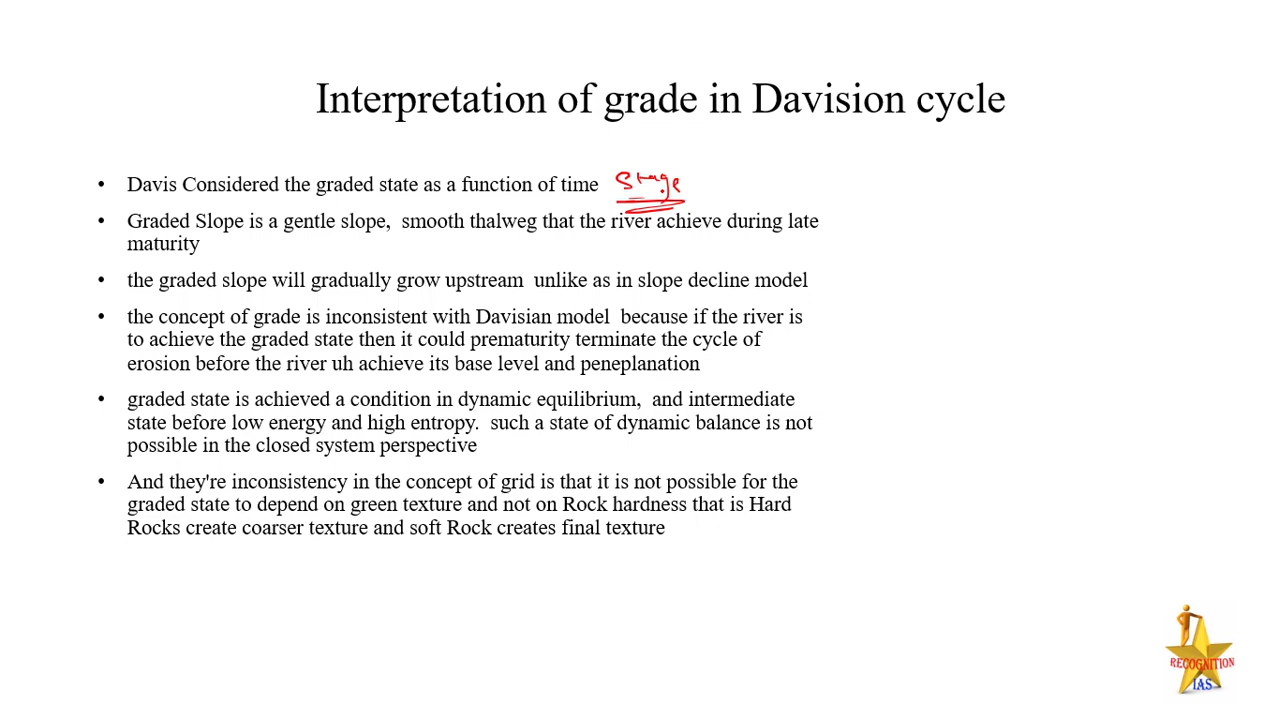 Interpretation of grade in Davision cycle
• Davis Considered the graded state as a function of time Stage
• Graded Slope is a gentle slope, smooth thalweg that the river achieve during late
maturity
• the graded slope will gradually grow upstream unlike as in slope decline model
• the concept of grade is inconsistent with Davisian model because if the river is
to achieve the graded state then it could prematurity terminate the cycle of
erosion before the river uh achieve its base level and peneplanation
• graded state is achieved a condition in dynamic equilibrium, and intermediate
state before low energy and high entropy. such a state of dynamic balance is not
possible in the closed system perspective
• And they're inconsistency in the concept of grid is that it is not possible for the
graded state to depend on green texture and not on Rock hardness that is Hard
Rocks create coarser texture and soft Rock creates final texture
RECOGNITION
IAS